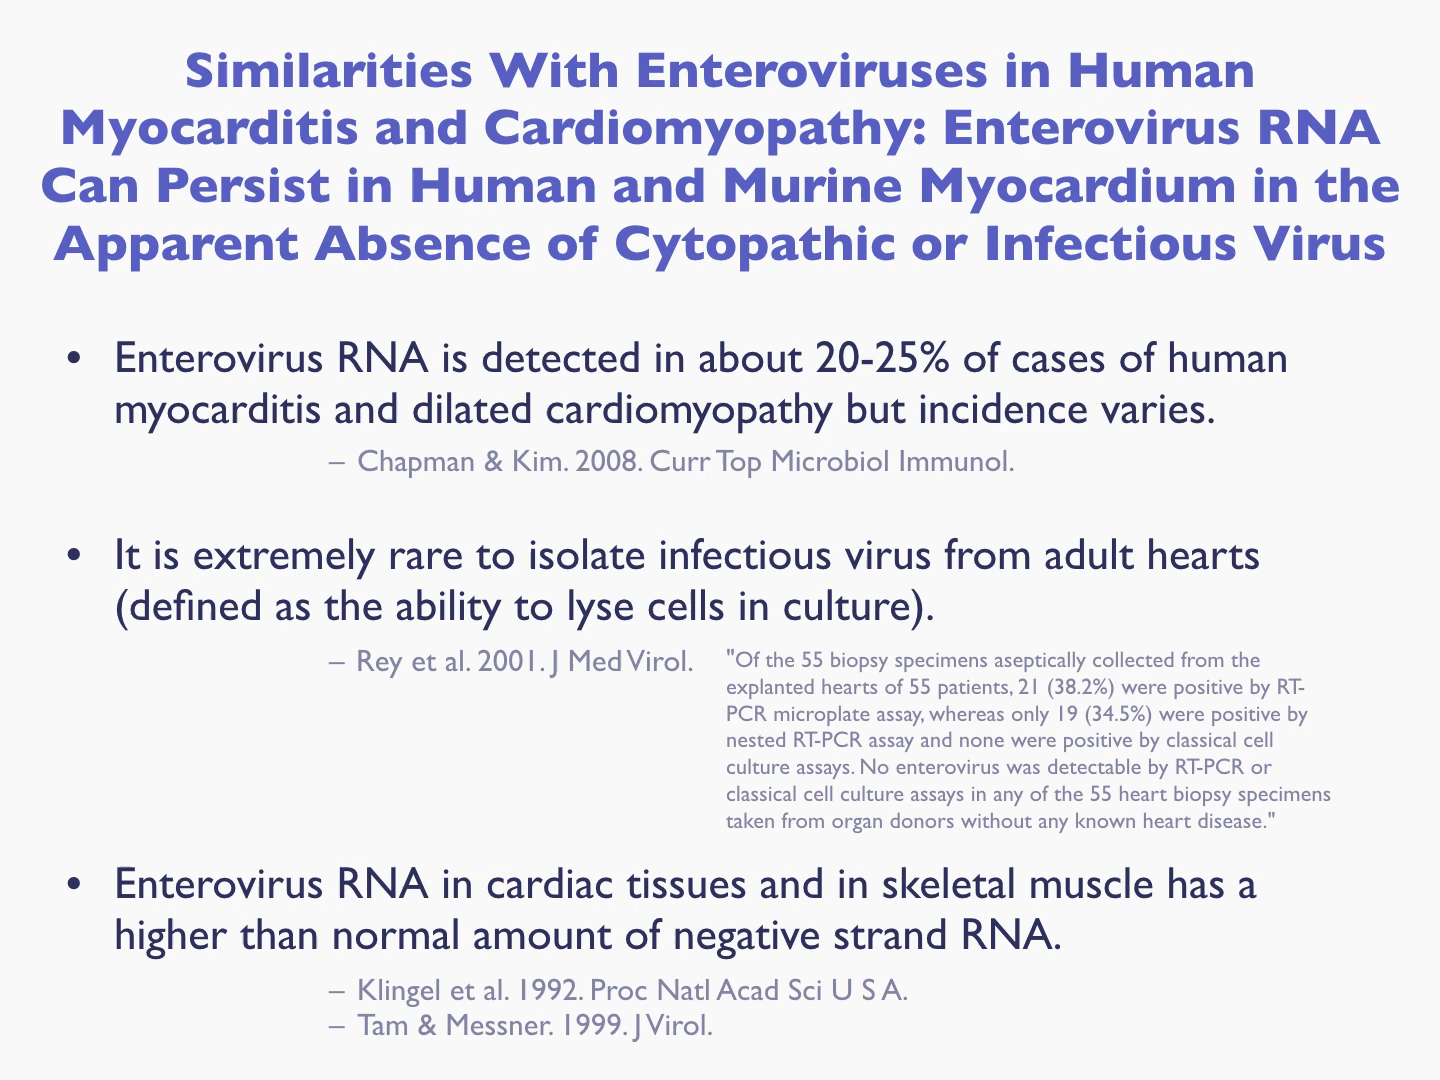 Similarities With Enteroviruses in Human
Myocarditis and Cardiomyopathy: Enterovirus RNA
Can Persist in Human and Murine Myocardium in the
Apparent Absence of Cytopathic or Infectious Virus
• Enterovirus RNA is detected in about 20-25% of cases of human
myocarditis and dilated cardiomyopathy but incidence varies.
– Chapman & Kim. 2008. Curr Top Microbiol Immunol.
• It is extremely rare to isolate infectious virus from adult hearts
(defined as the ability to lyse cells in culture).
– Rey et al. 2001. J Med Virol.
"Of the 55 biopsy specimens aseptically collected from the
explanted hearts of 55 patients, 21 (38.2%) were positive by RT-
PCR microplate assay, whereas only 19 (34.5%) were positive by
nested RT-PCR assay and none were positive by classical cell
culture assays. No enterovirus was detectable by RT-PCR or
classical cell culture assays in any of the 55 heart biopsy specimens
taken from organ donors without any known heart disease."
• Enterovirus RNA in cardiac tissues and in skeletal muscle has a
higher than normal amount of negative strand RNA.
– Klingel et al. 1992. Proc Natl Acad Sci U S A.
– Tam & Messner. 1999. J Virol.